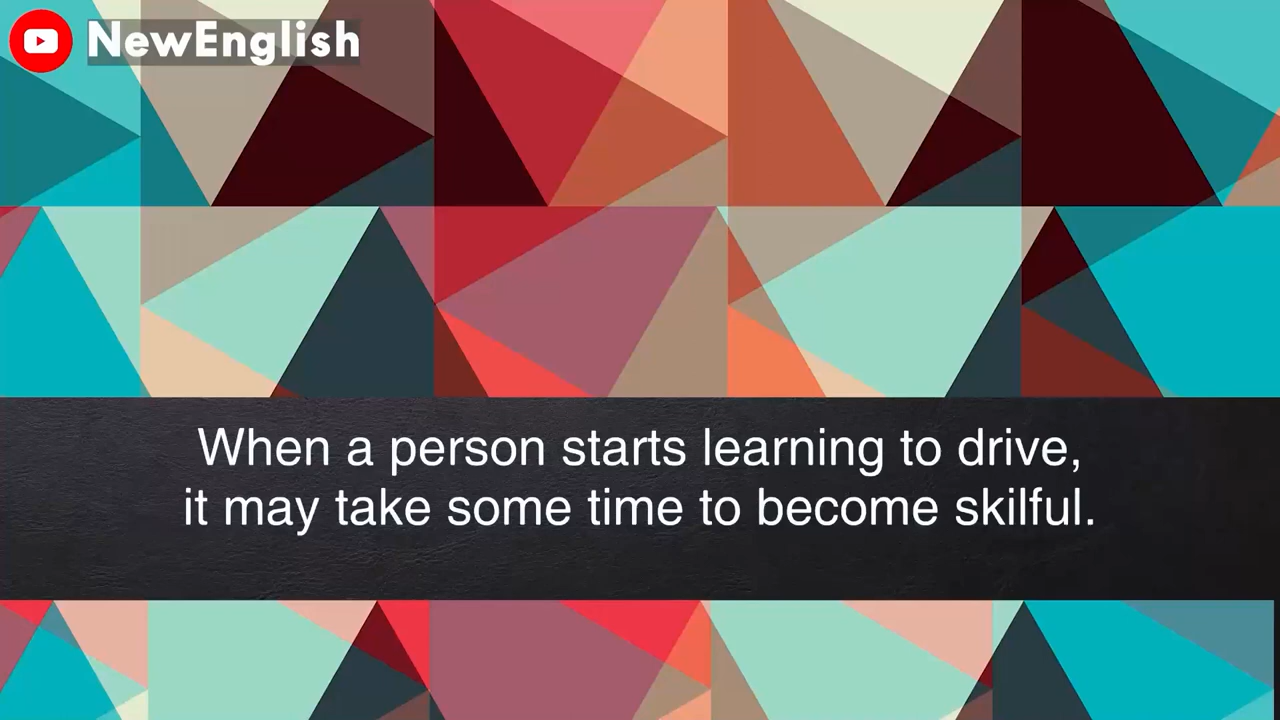 NewEnglish
When a person starts learning to drive,
it may take some time to become skilful.